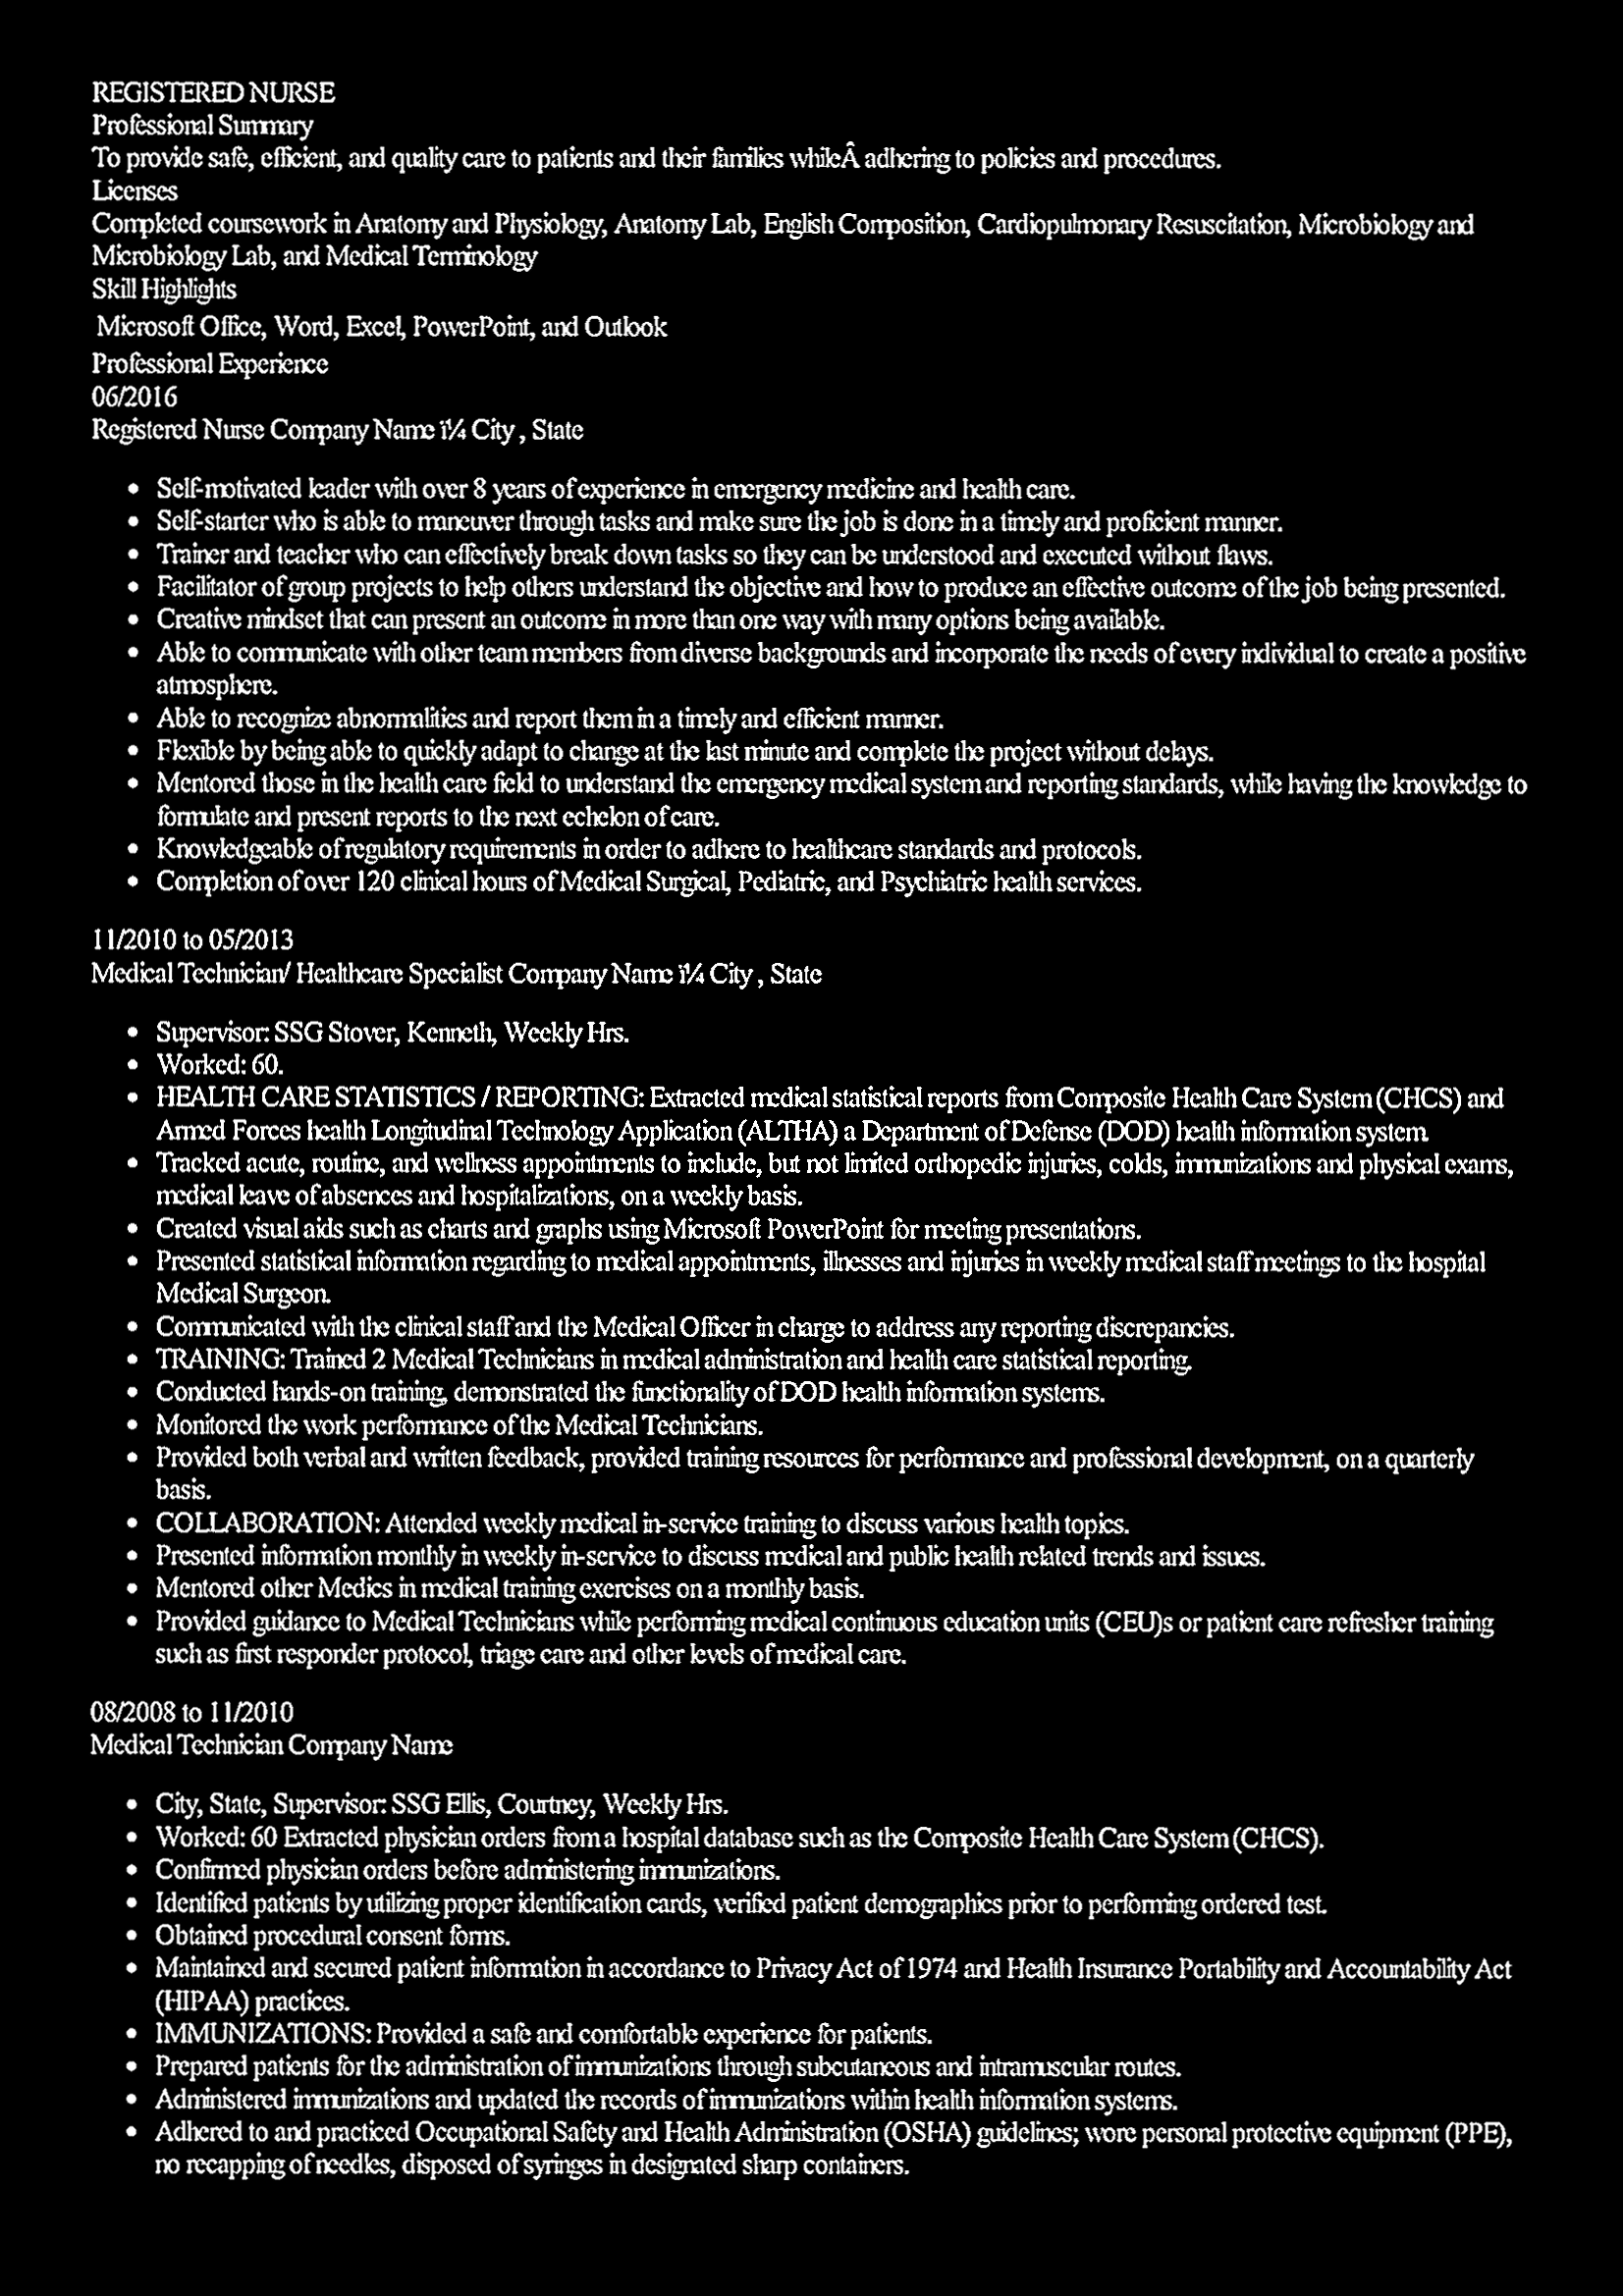 REGISTERED NURSE
Professional Summary
To provide safe, efficient, and quality care to patients and their families whileÂ adhering to policies and procedures.
Licenses
Completed coursework in Anatomy and Physiology, Anatomy Lab, English Composition, Cardiopulmonary Resuscitation, Microbiology and
Microbiology Lab, and Medical Terminology
Skill Highlights
Microsoft Office, Word, Excel, PowerPoint, and Outlook
Professional Experience
06/2016
Registered Nurse Company Name ï¼ City , State
• Self-motivated leader with over 8 years of experience in emergency medicine and health care.
• Self-starter who is able to maneuver through tasks and make sure the job is done in a timely and proficient manner.
• Trainer and teacher who can effectively break down tasks so they can be understood and executed without flaws.
• Facilitator of group projects to help others understand the objective and how to produce an effective outcome of the job being presented.
• Creative mindset that can present an outcome in more than one way with many options being available.
• Able to communicate with other team members from diverse backgrounds and incorporate the needs of every individual to create a positive
atmosphere.
• Able to recognize abnormalities and report them in a timely and efficient manner.
• Flexible by being able to quickly adapt to change at the last minute and complete the project without delays.
• Mentored those in the health care field to understand the emergency medical system and reporting standards, while having the knowledge to
formulate and present reports to the next echelon of care.
• Knowledgeable of regulatory requirements in order to adhere to healthcare standards and protocols.
• Completion of over 120 clinical hours of Medical Surgical, Pediatric, and Psychiatric health services.
11/2010 to 05/2013
Medical Technician/ Healthcare Specialist Company Name ï¼ City , State
• Supervisor: SSG Stover, Kenneth, Weekly Hrs.
• Worked: 60.
• HEALTH CARE STATISTICS / REPORTING: Extracted medical statistical reports from Composite Health Care System (CHCS) and
Armed Forces health Longitudinal Technology Application (ALTHA) a Department of Defense (DOD) health information system.
• Tracked acute, routine, and wellness appointments to include, but not limited orthopedic injuries, colds, immunizations and physical exams,
medical leave of absences and hospitalizations, on a weekly basis.
• Created visual aids such as charts and graphs using Microsoft PowerPoint for meeting presentations.
• Presented statistical information regarding to medical appointments, illnesses and injuries in weekly medical staff meetings to the hospital
Medical Surgeon.
• Communicated with the clinical staff and the Medical Officer in charge to address any reporting discrepancies.
• TRAINING: Trained 2 Medical Technicians in medical administration and health care statistical reporting.
• Conducted hands-on training, demonstrated the functionality of DOD health information systems.
• Monitored the work performance of the Medical Technicians.
• Provided both verbal and written feedback, provided training resources for performance and professional development, on a quarterly
basis.
• COLLABORATION: Attended weekly medical in-service training to discuss various health topics.
• Presented information monthly in weekly in-service to discuss medical and public health related trends and issues.
• Mentored other Medics in medical training exercises on a monthly basis.
• Provided guidance to Medical Technicians while performing medical continuous education units (CEU)s or patient care refresher training
such as first responder protocol, triage care and other levels of medical care.
08/2008 to 11/2010
Medical Technician Company Name
• City, State, Supervisor: SSG Ellis, Courtney, Weekly Hrs.
• Worked: 60 Extracted physician orders from a hospital database such as the Composite Health Care System (CHCS).
• Confirmed physician orders before administering immunizations.
• Identified patients by utilizing proper identification cards, verified patient demographics prior to performing ordered test.
• Obtained procedural consent forms.
• Maintained and secured patient information in accordance to Privacy Act of 1974 and Health Insurance Portability and Accountability Act
(HIPAA) practices.
• IMMUNIZATIONS: Provided a safe and comfortable experience for patients.
• Prepared patients for the administration of immunizations through subcutaneous and intramuscular routes.
• Administered immunizations and updated the records of immunizations within health information systems.
• Adhered to and practiced Occupational Safety and Health Administration (OSHA) guidelines; wore personal protective equipment (PPE),
no recapping of needles, disposed of syringes in designated sharp containers.